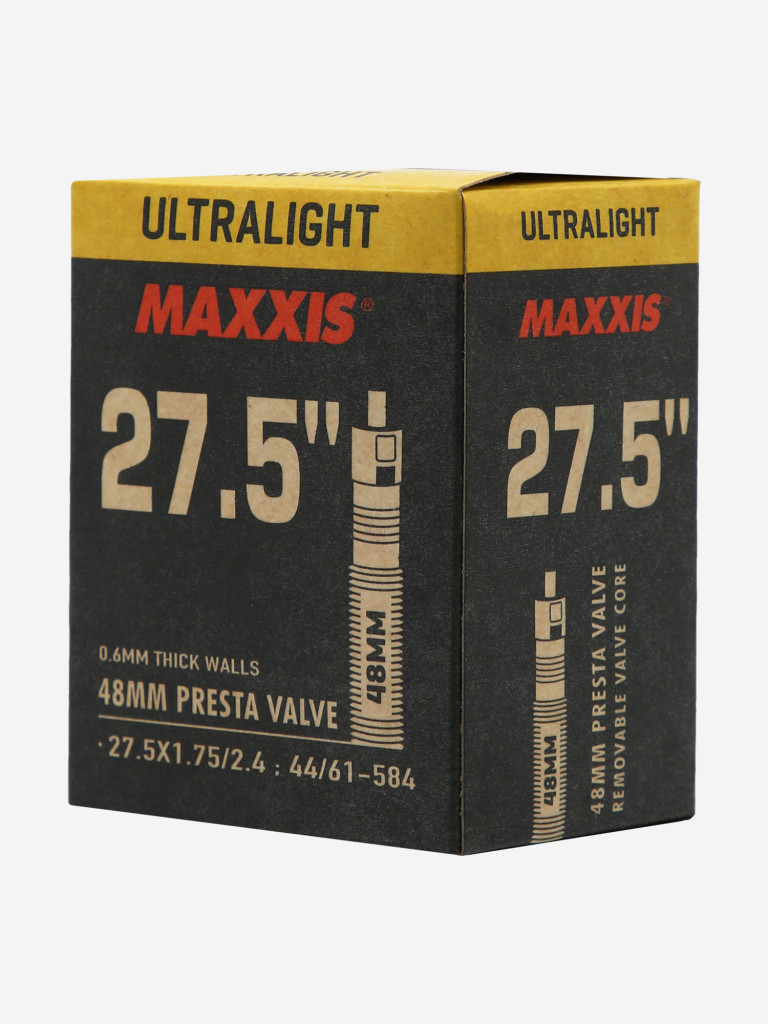 ULTRALIGHT
ULTRALIGHT
MAXXIS®
27.5"
48MM
0.6MM THICK WALLS
48MM PRESTA VALVE
· 27.5X1.75/2.4 : 44/61-584
ULTRALIGHT
MAXXIS®
27.5"
48MM
48MM PRESTA VALVE
REMOVABLE VALVE CORE